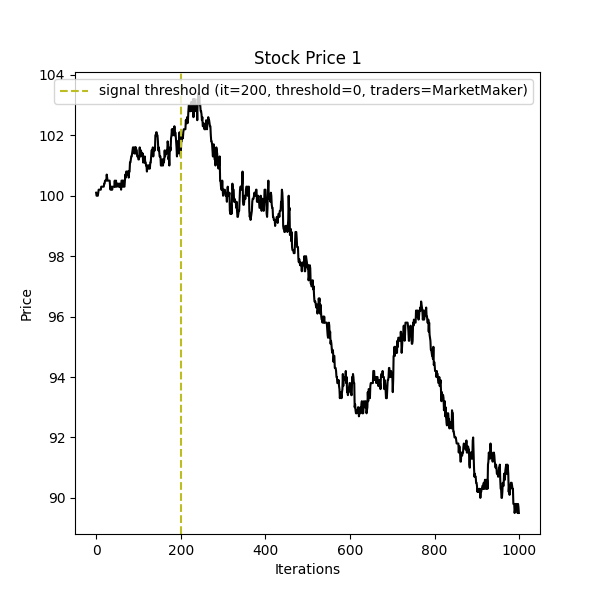 Stock Price 1
signal threshold (it=200, threshold=0, traders=MarketMaker)
104
102
100
98
96
94
92
90
Price
0 200 400 600 800 1000
Iterations